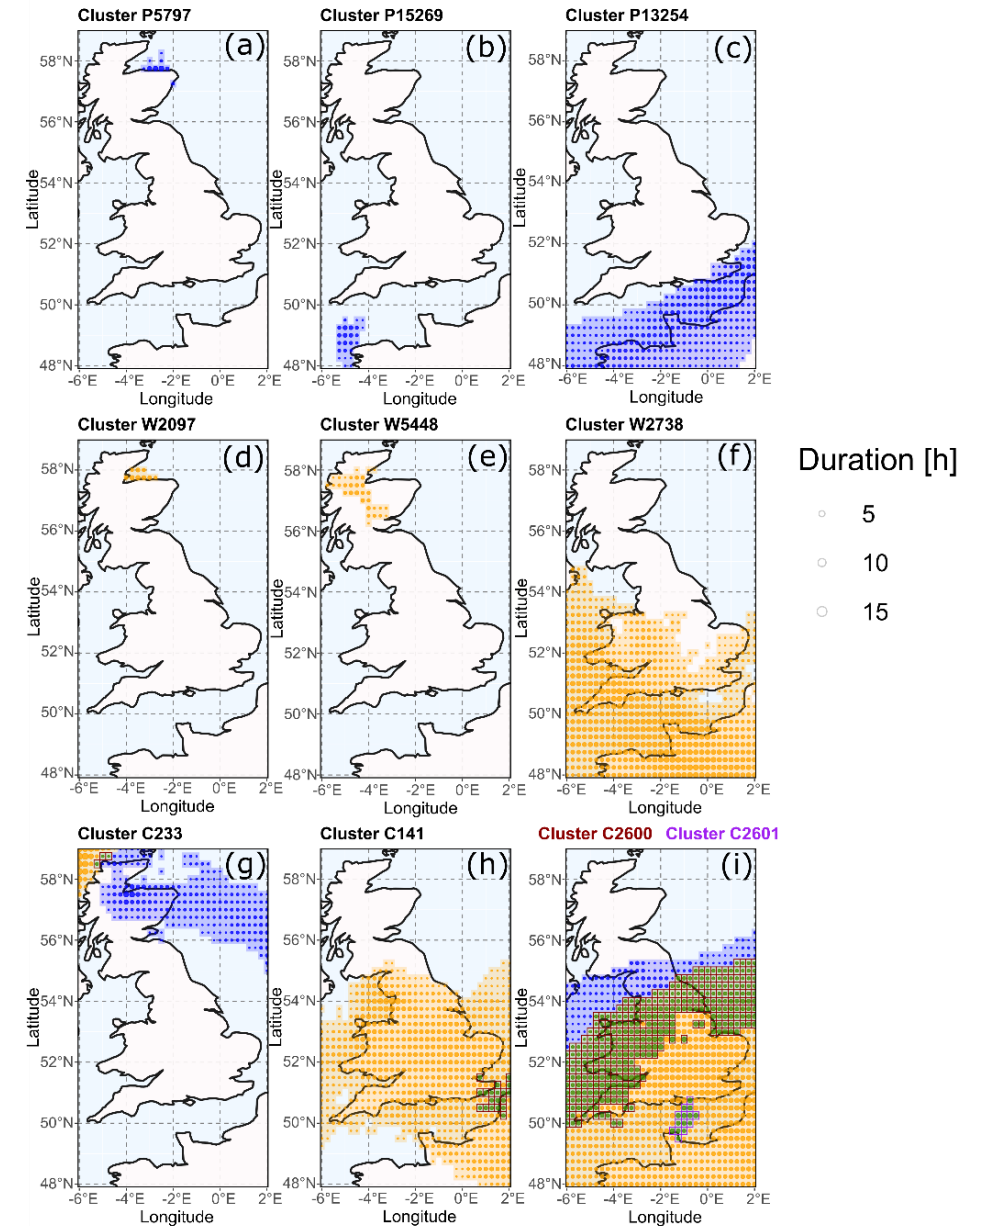 Cluster P5797 Cluster P15269 Cluster P13254
(a) (b) (c)
58°N 58°N 58°N
56°N 56°N 56°N
54°N 54°N 54°N
52°N 52°N 52°N
50°N 50°N 50°N
48°N 48°N 48°N
Latitude Latitude Latitude
-6°E -4°E -2°E 0°E 2°E -6°E -4°E -2°E 0°E 2°E -6°E -4°E -2°E 0°E 2°E
Longitude Longitude Longitude
Cluster W2097 Cluster W5448 Cluster W2738
(d) (e) (f)
58°N 58°N 58°N
56°N 56°N 56°N
54°N 54°N 54°N
52°N 52°N 52°N
50°N 50°N 50°N
48°N 48°N 48°N
Latitude Latitude Latitude
-6°E -4°E -2°E 0°E 2°E -6°E -4°E -2°E 0°E 2°E -6°E -4°E -2°E 0°E 2°E
Longitude Longitude Longitude
Duration [h]
5
10
15
Cluster C233 Cluster C141 Cluster C2600 Cluster C2601
(g) (h) (i)
58°N 58°N 58°N
56°N 56°N 56°N
54°N 54°N 54°N
52°N 52°N 52°N
50°N 50°N 50°N
48°N 48°N 48°N
Latitude Latitude Latitude
-6°E -4°E -2°E 0°E 2°E -6°E -4°E -2°E 0°E 2°E -6°E -4°E -2°E 0°E 2°E
Longitude Longitude Longitude